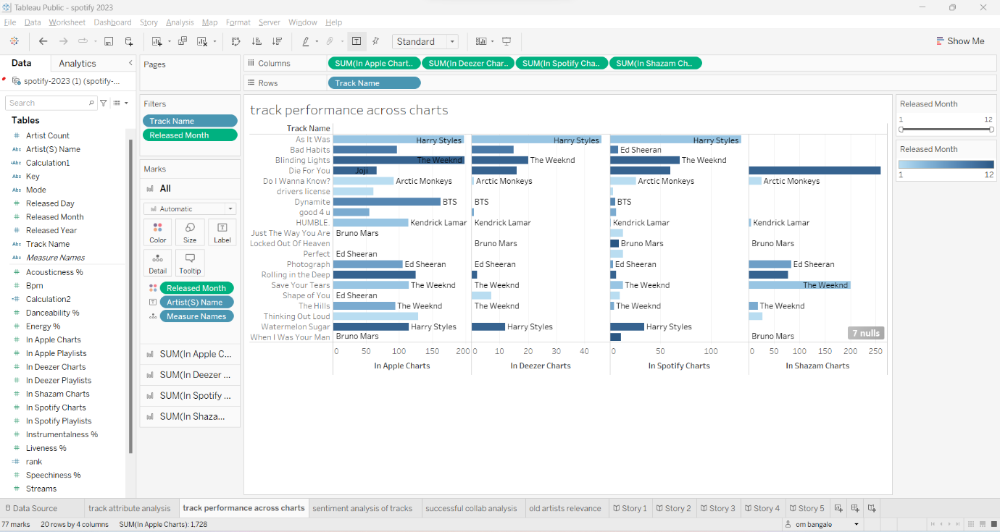 Tableau Public - spotify 2023
File Data Worksheet Dashboard Story Analysis Map Format Server Window Help
Standard
Show Me
Data Analytics
spotify-2023 (1) (spotify-...
Search
Tables
Artist Count
Abc Artist(S) Name
=Abc Calculation1
Abc Key
Abc Mode
Released Day
Released Month
Released Year
Abc Track Name
Abc Measure Names
Acousticness %
Bpm
Calculation2
Danceability %
Energy %
In Apple Charts
In Apple Playlists
In Deezer Charts
In Deezer Playlists
In Shazam Charts
In Spotify Charts
In Spotify Playlists
Instrumentalness %
Liveness %
rank
Speechiness %
Streams
Pages
Filters
Track Name
Released Month
Marks
All
Automatic
Color Size Label
Detail Tooltip
Released Month
Artist(S) Name
Measure Names
SUM(In Apple C...
SUM(In Deezer ...
SUM(In Spotify ...
SUM(In Shaza...
Columns SUM(In Apple Chart.. SUM(In Deezer Char.. SUM(In Spotify Cha.. SUM(In Shazam Ch..
Rows Track Name
track performance across charts
Track Name
As It Was Harry Styles Harry Styles Harry Styles
Bad Habits Ed Sheeran
Blinding Lights The Weeknd The Weeknd The Weeknd
Die For You Joji
Do I Wanna Know? Arctic Monkeys Arctic Monkeys Arctic Monkeys Arctic Monkeys
drivers license
Dynamite BTS BTS BTS
good 4 u
HUMBLE. Kendrick Lamar Kendrick Lamar Kendrick Lamar Kendrick Lamar
Just The Way You Are Bruno Mars
Locked Out Of Heaven Bruno Mars Bruno Mars Bruno Mars
Perfect Ed Sheeran
Photograph Ed Sheeran Ed Sheeran Ed Sheeran Ed Sheeran
Rolling in the Deep
Save Your Tears The Weeknd The Weeknd The Weeknd The Weeknd
Shape of You Ed Sheeran
The Hills The Weeknd The Weeknd The Weeknd The Weeknd
Thinking Out Loud
Watermelon Sugar Harry Styles Harry Styles Harry Styles
When I Was Your Man Bruno Mars Bruno Mars
7 nulls
0 50 100 150 200 0 10 20 30 40 0 50 100 0 50 100 150 200 250
In Apple Charts In Deezer Charts In Spotify Charts In Shazam Charts
Released Month
1 12
Released Month
1 12
Data Source track attribute analysis track performance across charts sentiment analysis of tracks successful collab analysis old artists relevance Story 1 Story 2 Story 3 Story 4 Story 5
77 marks 20 rows by 4 columns SUM(In Apple Charts): 1,728 om bangale